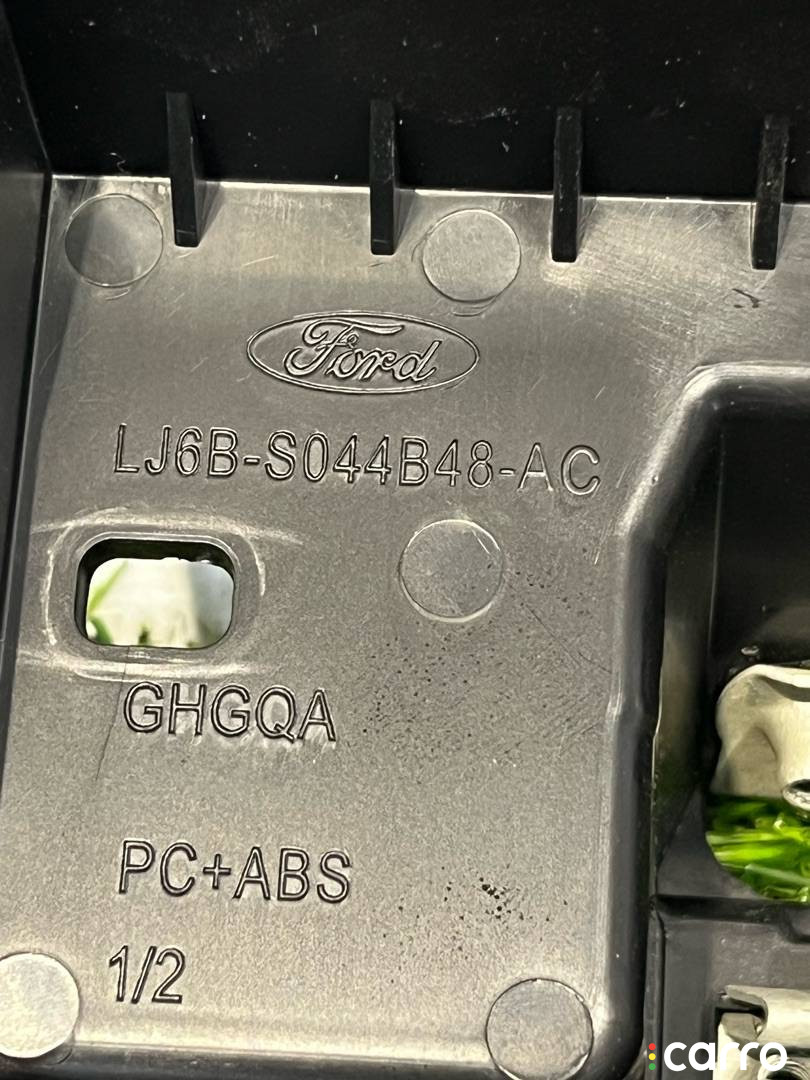 Ford
LJ6B-S044B48-AC
GHGQA
PC+ABS
1/2
carro